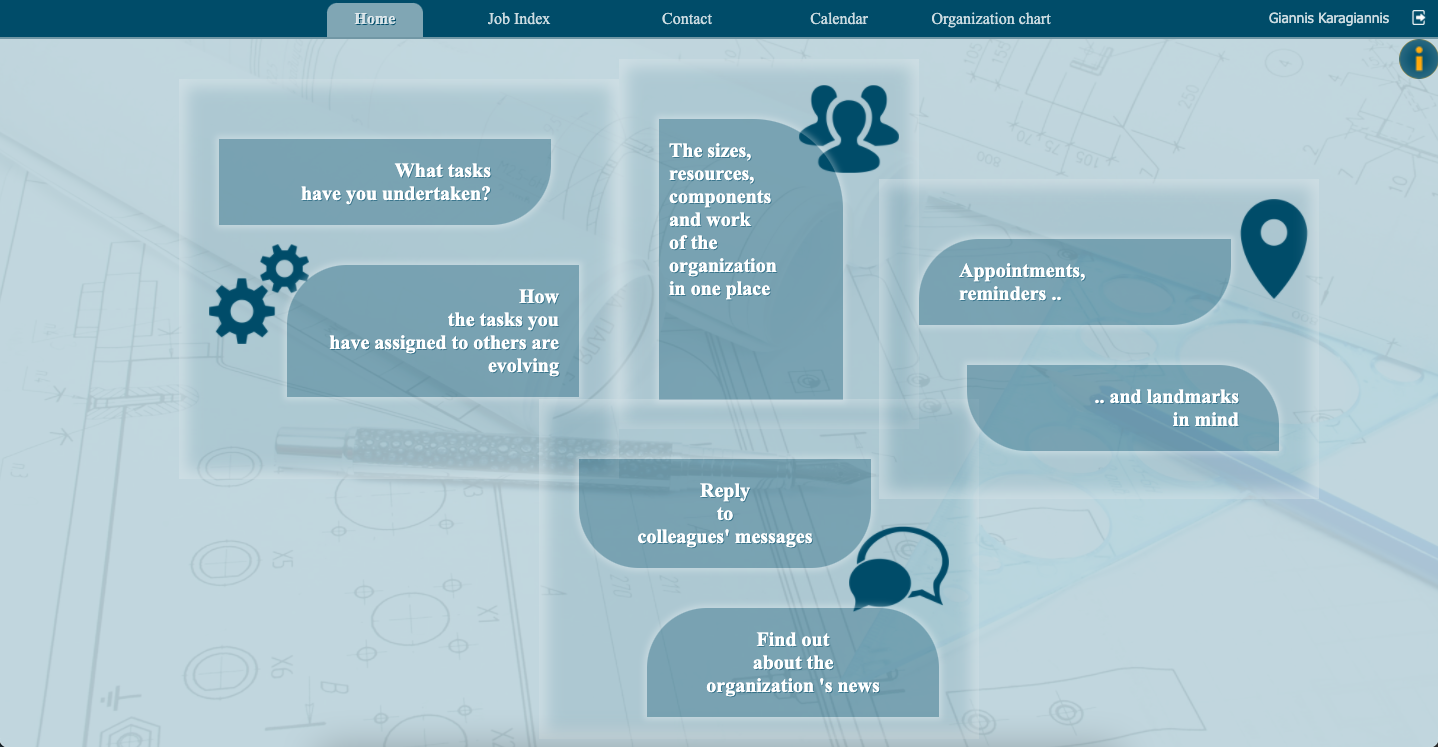 Home
Job Index
Contact
Calendar
Organization chart
Giannis Karagiannis
What tasks
have you undertaken?
How
the tasks you
have assigned to others are
evolving
The sizes,
resources,
components
and work
of the
organization
in one place
Appointments,
reminders ..
.. and landmarks
in mind
Reply
to
colleagues' messages
Find out
about the
organization 's news